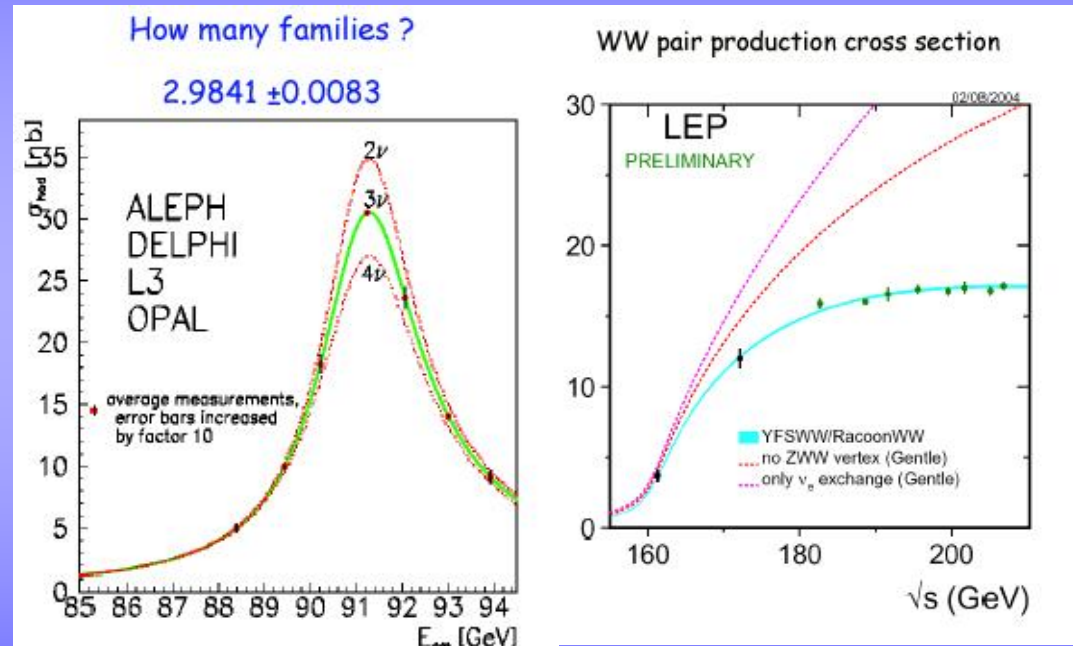 How many families ?
2.9841 ±0.0083
σhad [nb]
35
30
25
20
15
10
5
0
2ν
3ν
4ν
ALEPH
DELPHI
L3
OPAL
average measurements,
error bars increased
by factor 10
85 86 87 88 89 90 91 92 93 94
Ecm [GeV]
WW pair production cross section
02/08/2004
30
20
10
0
LEP
PRELIMINARY
YFSWW/RacoonWW
no ZWW vertex (Gentle)
only νe exchange (Gentle)
160 180 200
√s (GeV)